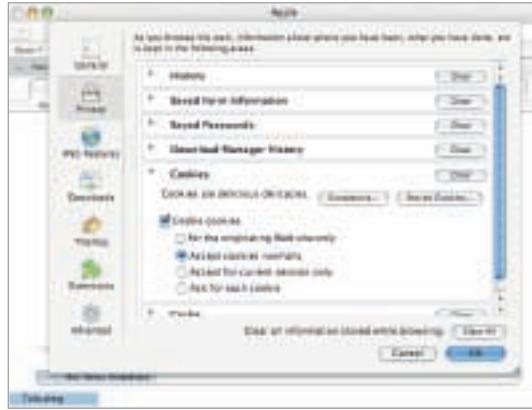 Apple
As you browse the web, information about where you have been, what you have done, etc
is kept in the following areas:
General
History
Clear
Privacy
Saved Form Information
Clear
Saved Passwords
Clear
Web Features
Download Manager History
Clear
Cookies
Clear
Downloads
Cookies are delicious delicacies.
Exceptions...
Stored Cookies...
Enable cookies
Themes
for the originating Web site only
Accept cookies normally
Extensions
Accept for current session only
Ask for each cookie
Advanced
Cache
Clear
Clear all information stored while browsing:
Clear All
Cancel
OK